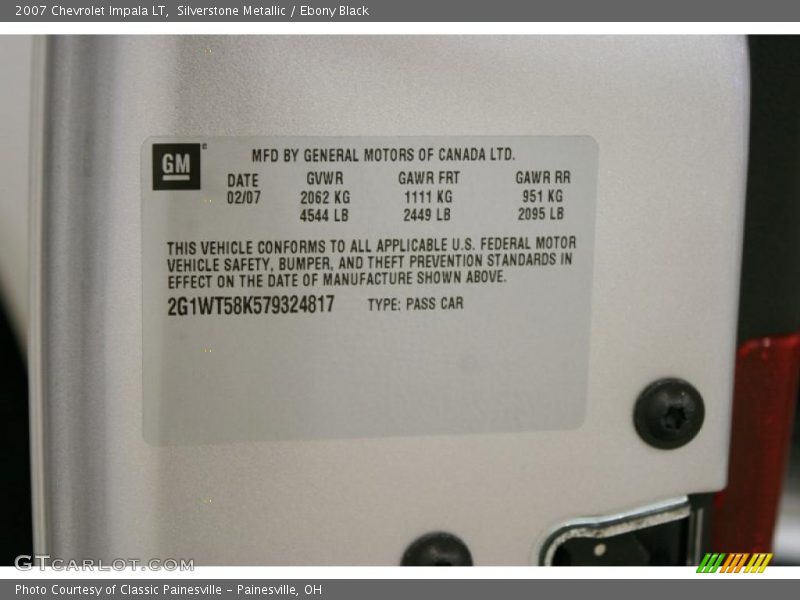 2007 Chevrolet Impala LT, Silverstone Metallic / Ebony Black
GM
MFD BY GENERAL MOTORS OF CANADA LTD.
DATE GVWR GAWR FRT GAWR RR
02/07 2062 KG 1111 KG 951 KG
4544 LB 2449 LB 2095 LB
THIS VEHICLE CONFORMS TO ALL APPLICABLE U.S. FEDERAL MOTOR
VEHICLE SAFETY, BUMPER, AND THEFT PREVENTION STANDARDS IN
EFFECT ON THE DATE OF MANUFACTURE SHOWN ABOVE.
2G1WT58K579324817 TYPE: PASS CAR
GTCARLOT.COM
Photo Courtesy of Classic Painesville - Painesville, OH